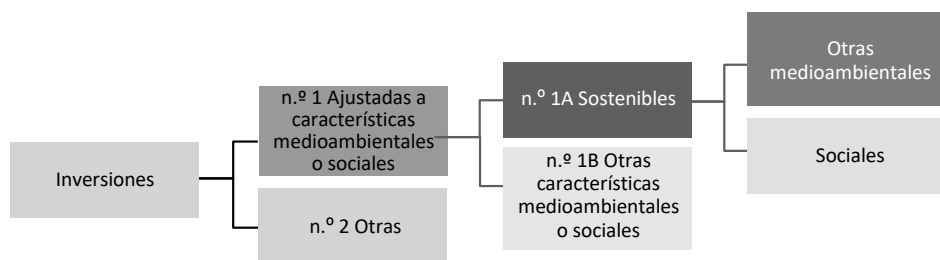 Inversiones
n.º 1 Ajustadas a
características
medioambientales
o sociales
n.º 2 Otras
n.º 1A Sostenibles
n.º 1B Otras
características
medioambientales
o sociales
Otras
medioambientales
Sociales